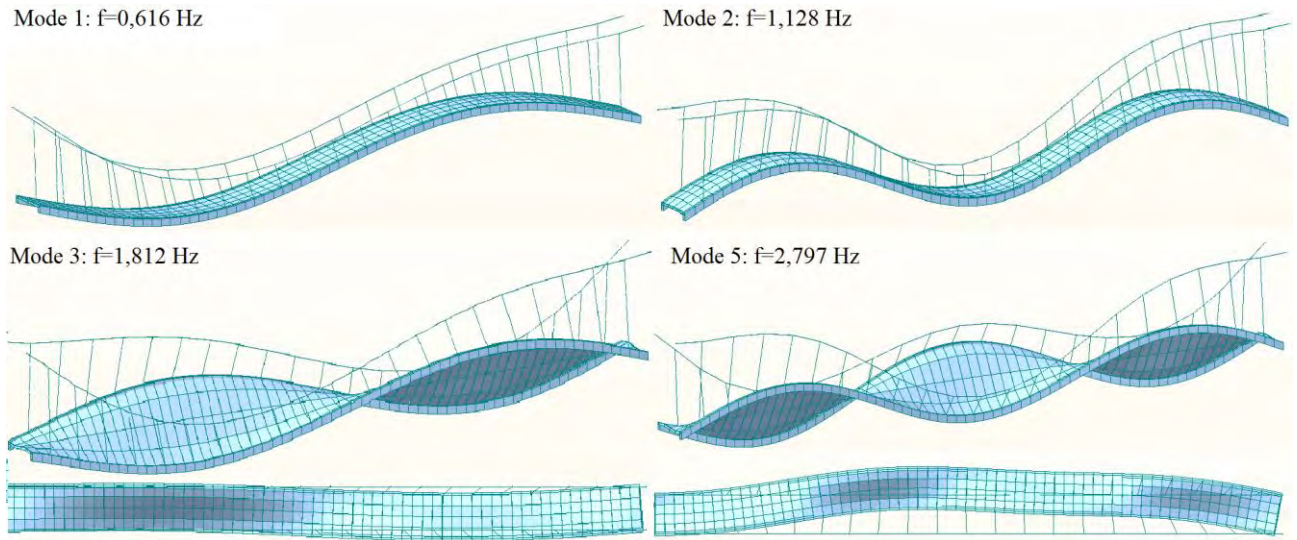 Mode 1: f=0,616 Hz
Mode 2: f=1,128 Hz
Mode 3: f=1,812 Hz
Mode 5: f=2,797 Hz